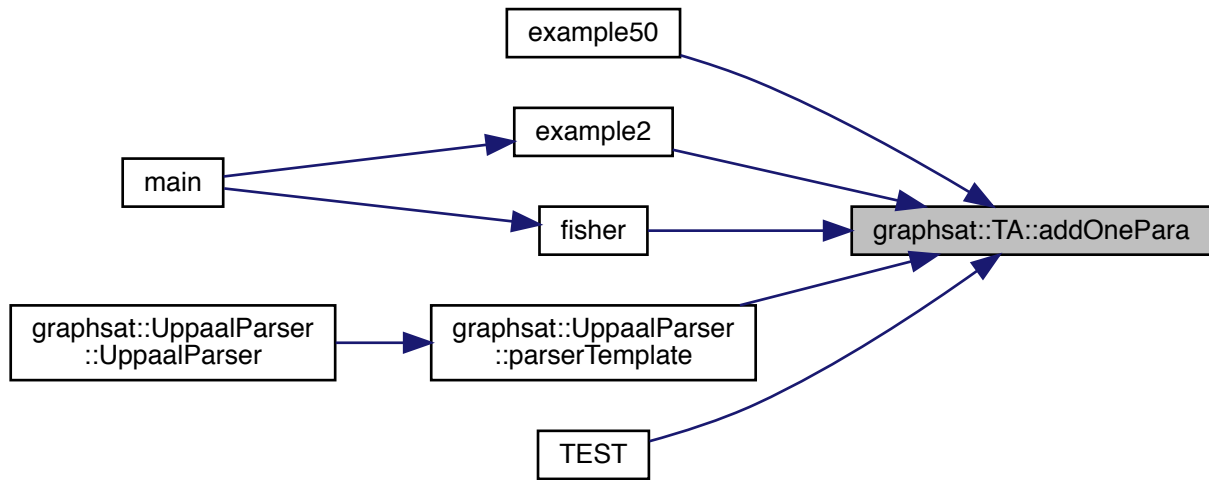 example50
example2
main
fisher
graphsat::TA::addOnePara
graphsat::UppaalParser
::UppaalParser
graphsat::UppaalParser
::parserTemplate
TEST